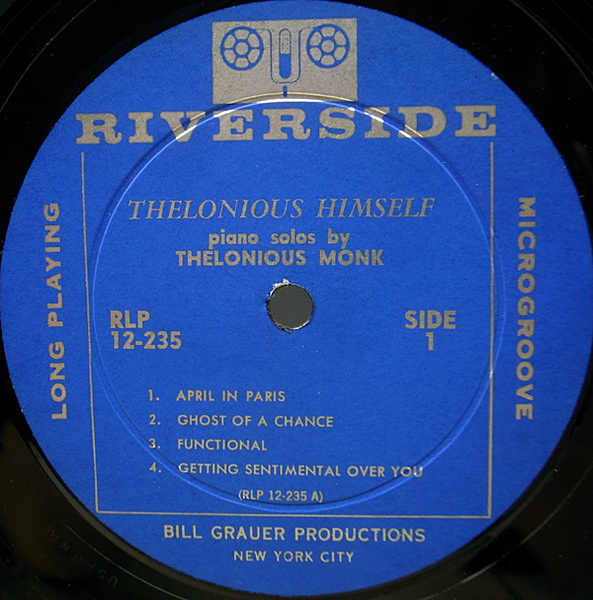 RIVERSIDE
THELONIOUS HIMSELF
piano solos by
THELONIOUS MONK
LONG PLAYING
MICROGROOVE
RLP
12-235
SIDE
1
1. APRIL IN PARIS
2. GHOST OF A CHANCE
3. FUNCTIONAL
4. GETTING SENTIMENTAL OVER YOU
(RLP 12-235 A)
BILL GRAUER PRODUCTIONS
NEW YORK CITY